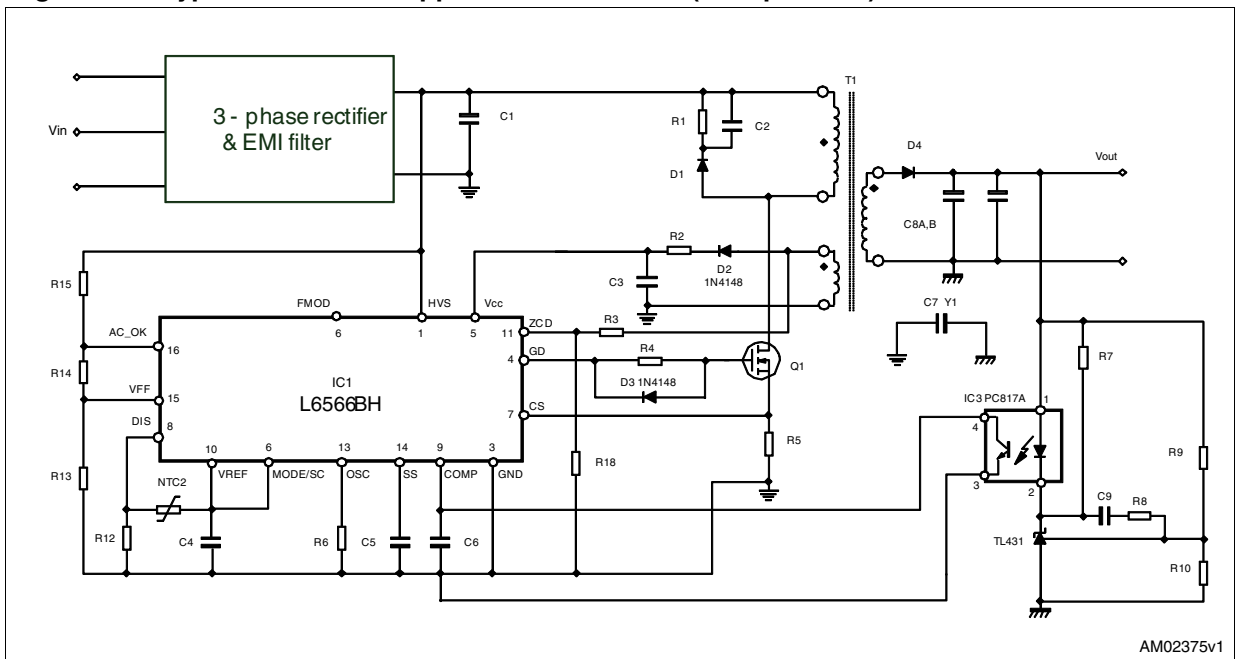 3 - phase rectifier
& EMI filter
Vin
C1
R1
C2
D1
T1
D4
Vout
C8A,B
R15
R2
D2
1N4148
C3
FMOD
HVS
Vcc
6
1
5
ZCD
11
R3
AC_OK
16
GD
4
R4
Q1
C7 Y1
R7
R14
IC1
L6566BH
D3 1N4148
VFF
15
DIS
8
CS
7
IC3 PC817A
1
4
R5
R9
10
6
13
14
9
3
R13
VREF
MODE/SC
OSC
SS
COMP
GND
R18
3
2
NTC2
C9
R8
R12
C4
R6
C5
C6
TL431
R10
AM02375v1